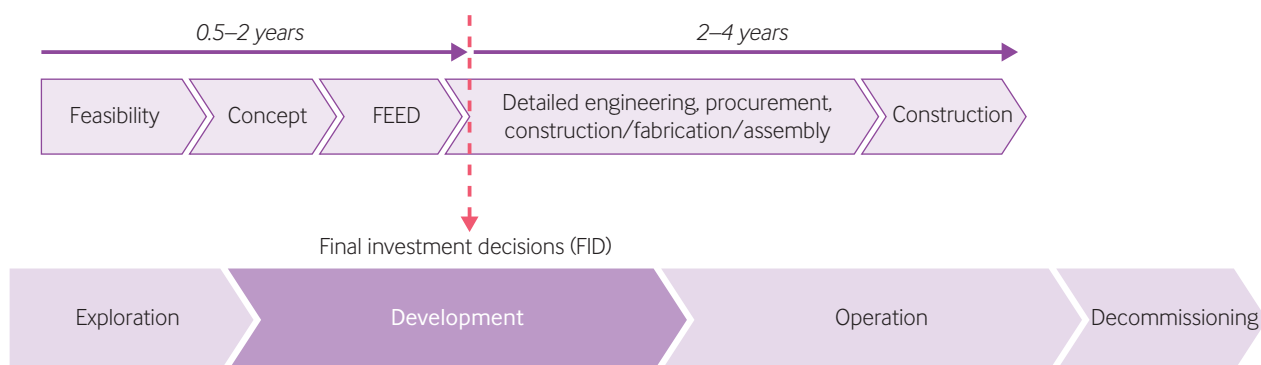 0.5–2 years
2–4 years
Feasibility
Concept
FEED
Detailed engineering, procurement,
construction/fabrication/assembly
Construction
Final investment decisions (FID)
Exploration
Development
Operation
Decommissioning